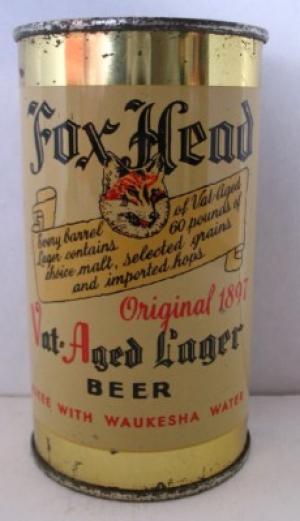 Fox Head
Every barrel of Vat-Aged
Lager contains 60 pounds of
choice malt, selected grains
and imported hops.
Original 1897
Vat-Aged Lager
BEER
WITH WAUKESHA WATER